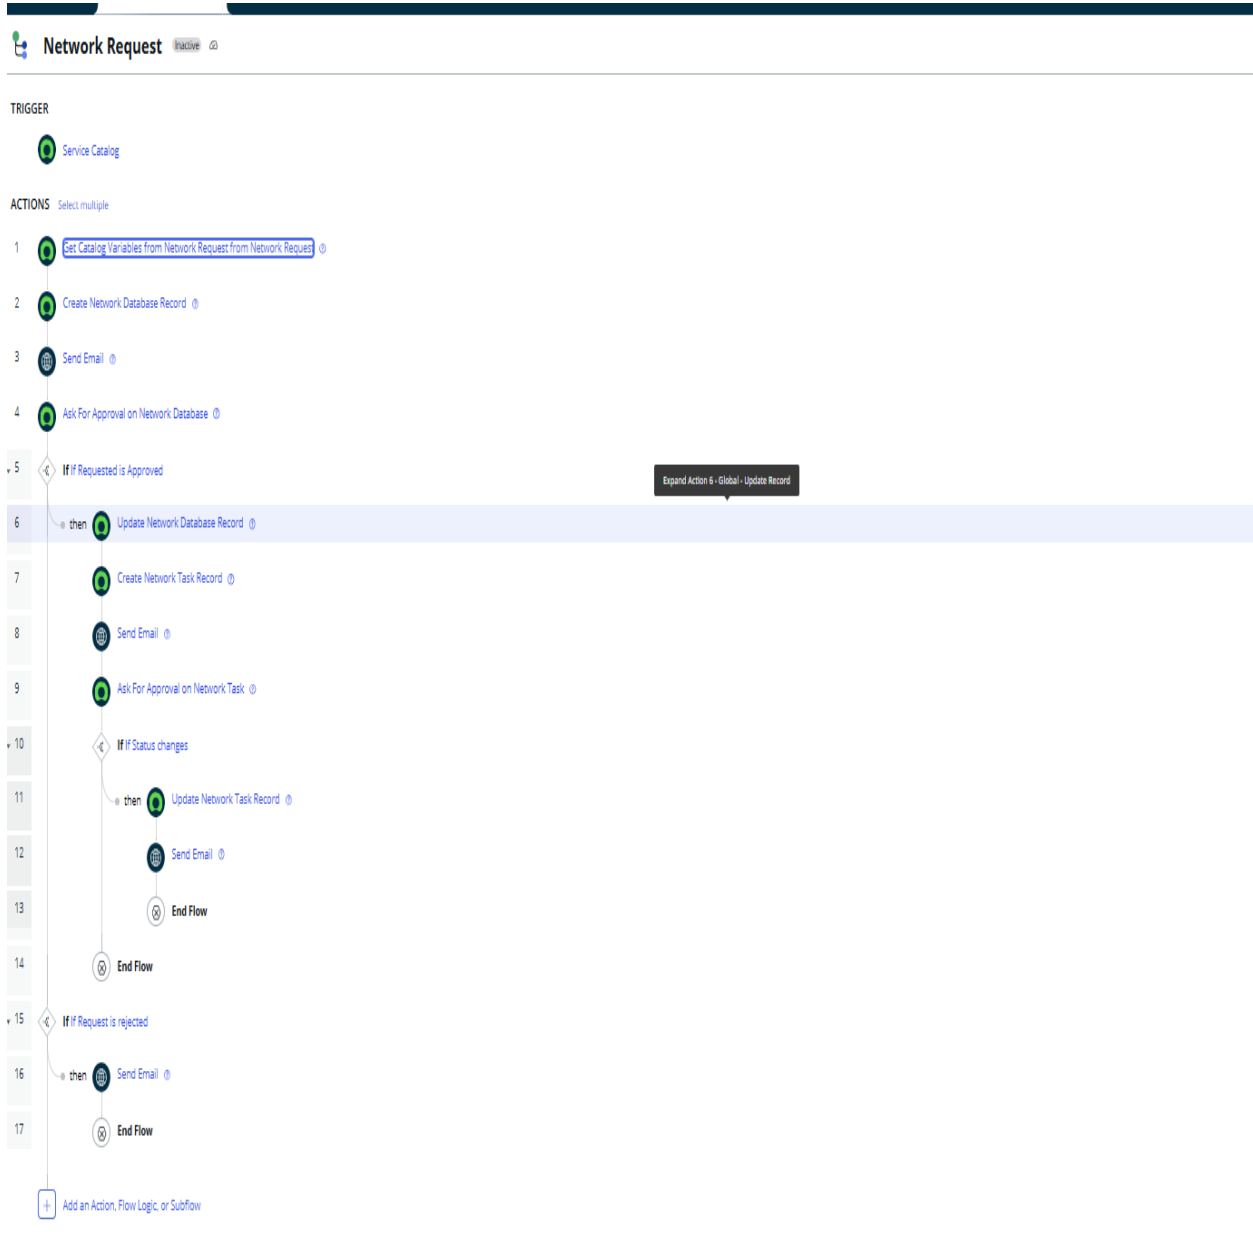 Network Request Inactive
TRIGGER
Service Catalog
ACTIONS Select multiple
1 Get Catalog Variables from Network Request from Network Request
2 Create Network Database Record
3 Send Email
4 Ask For Approval on Network Database
5 If If Requested is Approved
Expand Action 6 - Global - Update Record
6 then Update Network Database Record
7 Create Network Task Record
8 Send Email
9 Ask For Approval on Network Task
10 If If Status changes
11 then Update Network Task Record
12 Send Email
13 End Flow
14 End Flow
15 If If Request is rejected
16 then Send Email
17 End Flow
+ Add an Action, Flow Logic, or Subflow